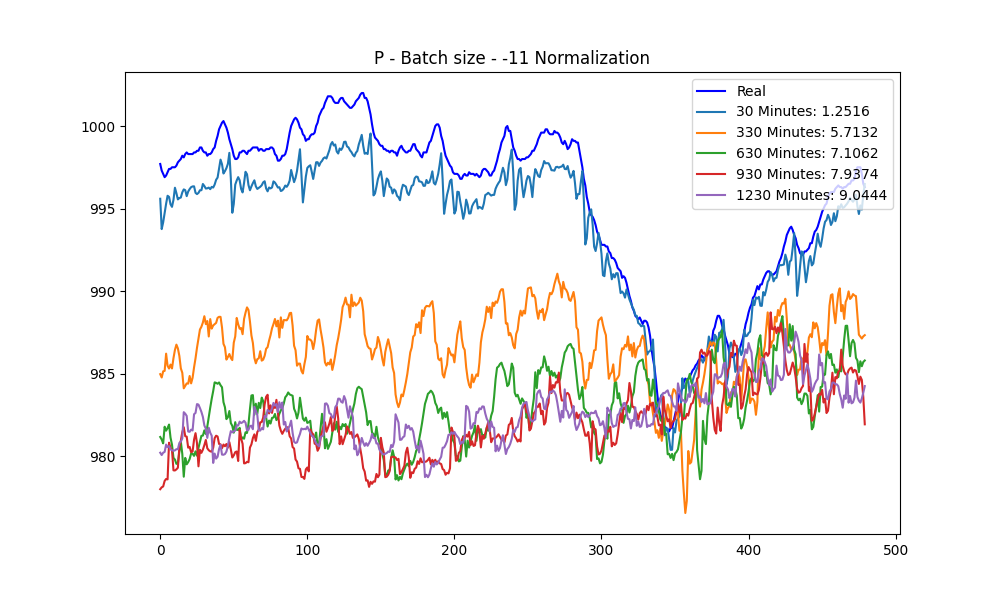 P - Batch size - -11 Normalization
Real
30 Minutes: 1.2516
330 Minutes: 5.7132
630 Minutes: 7.1062
930 Minutes: 7.9374
1230 Minutes: 9.0444
1000
995
990
985
980
0 100 200 300 400 500